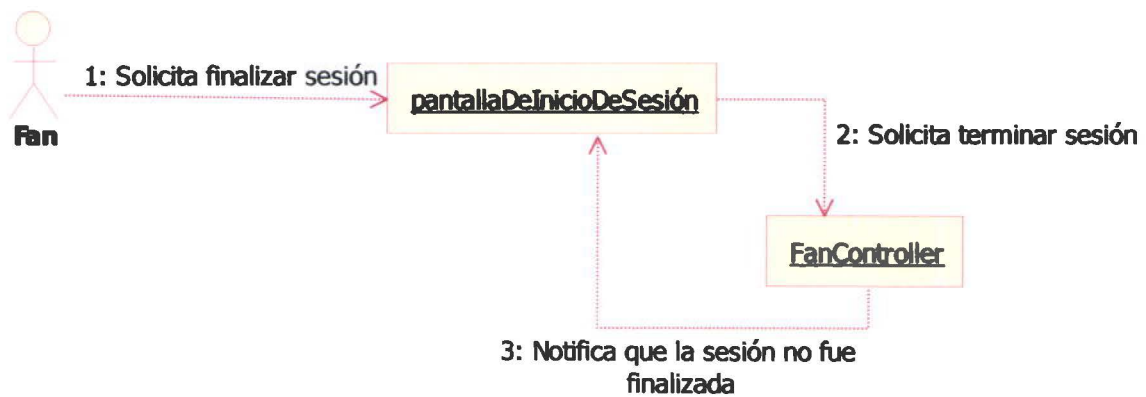 1: Solicita finalizar sesión
pantallaDeInicioDeSesión
Fan
2: Solicita terminar sesión
FanController
3: Notifica que la sesión no fue
finalizada